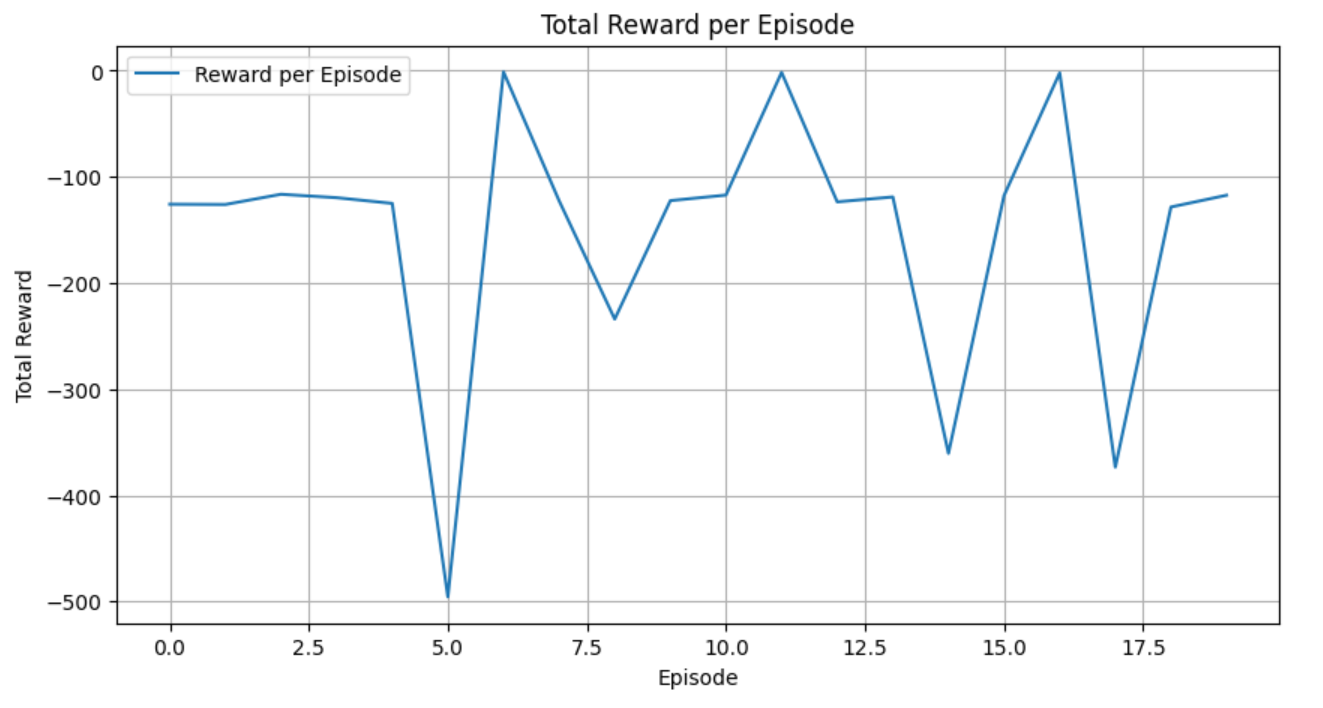 Total Reward per Episode
Reward per Episode
0
−100
−200
−300
−400
−500
Total Reward
0.0 2.5 5.0 7.5 10.0 12.5 15.0 17.5
Episode